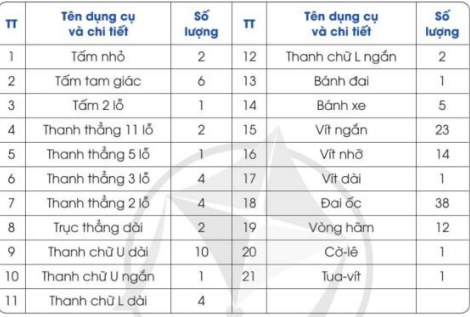 TT Tên dụng cụ và chi tiết Số lượng TT Tên dụng cụ và chi tiết Số lượng
1 Tấm nhỏ 2 12 Thanh chữ L ngắn 2
2 Tấm tam giác 6 13 Bánh đai 1
3 Tấm 2 lỗ 1 14 Bánh xe 5
4 Thanh thẳng 11 lỗ 2 15 Vít ngắn 23
5 Thanh thẳng 5 lỗ 1 16 Vít nhỡ 14
6 Thanh thẳng 3 lỗ 4 17 Vít dài 1
7 Thanh thẳng 2 lỗ 4 18 Đai ốc 38
8 Trục thẳng dài 2 19 Vòng hãm 12
9 Thanh chữ U dài 10 20 Cờ-lê 1
10 Thanh chữ U ngắn 1 21 Tua-vít 1
11 Thanh chữ L dài 4